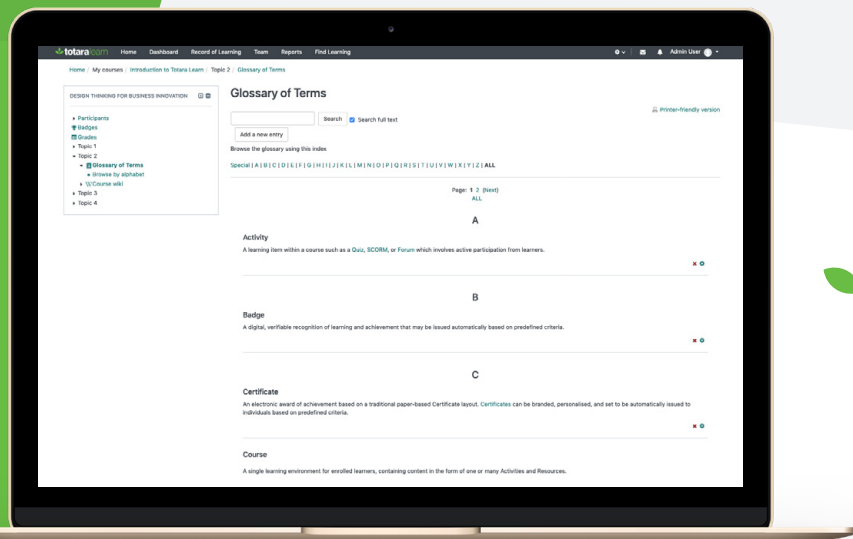 totaralearn Home Dashboard Record of Learning Team Reports Find Learning Admin User
Home / My courses / Introduction to Totara Learn / Topic 2 / Glossary of Terms
DESIGN THINKING FOR BUSINESS INNOVATION
Participants
Badges
Grades
Topic 1
Topic 2
Glossary of Terms
Browse by alphabet
Course wiki
Topic 3
Topic 4
Glossary of Terms
Printer-friendly version
Search Search full text
Add a new entry
Browse the glossary using this index
Special | A | B | C | D | E | F | G | H | I | J | K | L | M | N | O | P | Q | R | S | T | U | V | W | X | Y | Z | ALL
Page: 1 2 (Next)
ALL
A
Activity
A learning item within a course such as a Quiz, SCORM, or Forum which involves active participation from learners.
B
Badge
A digital, verifiable recognition of learning and achievement that may be issued automatically based on predefined criteria.
C
Certificate
An electronic award of achievement based on a traditional paper-based Certificate layout. Certificates can be branded, personalised, and set to be automatically issued to
individuals based on predefined criteria.
Course
A single learning environment for enrolled learners, containing content in the form of one or many Activities and Resources.